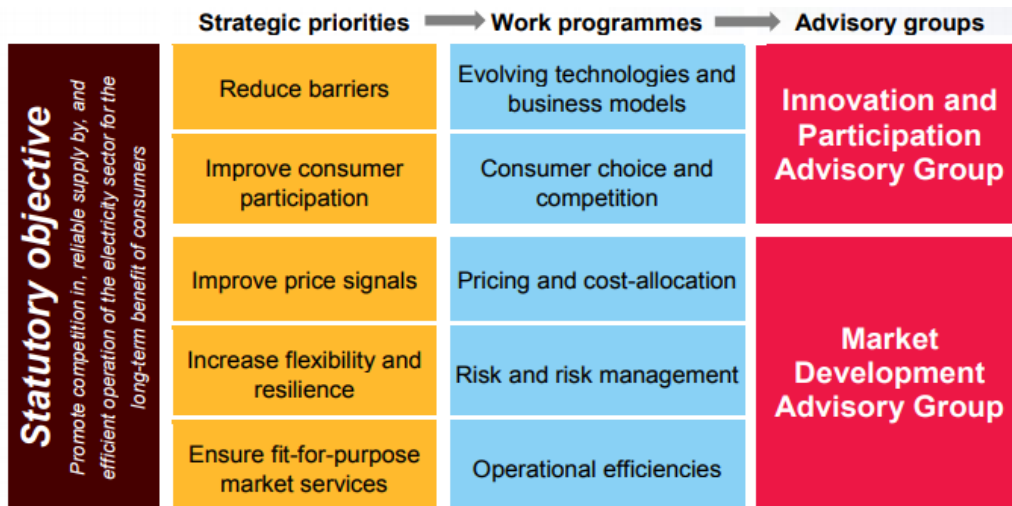 Strategic priorities
Work programmes
Advisory groups
Statutory objective
Promote competition in, reliable supply by, and
efficient operation of the electricity sector for the
long-term benefit of consumers
Reduce barriers
Evolving technologies and
business models
Innovation and
Participation
Advisory Group
Improve consumer
participation
Consumer choice and
competition
Improve price signals
Pricing and cost-allocation
Market
Development
Advisory Group
Increase flexibility and
resilience
Risk and risk management
Ensure fit-for-purpose
market services
Operational efficiencies